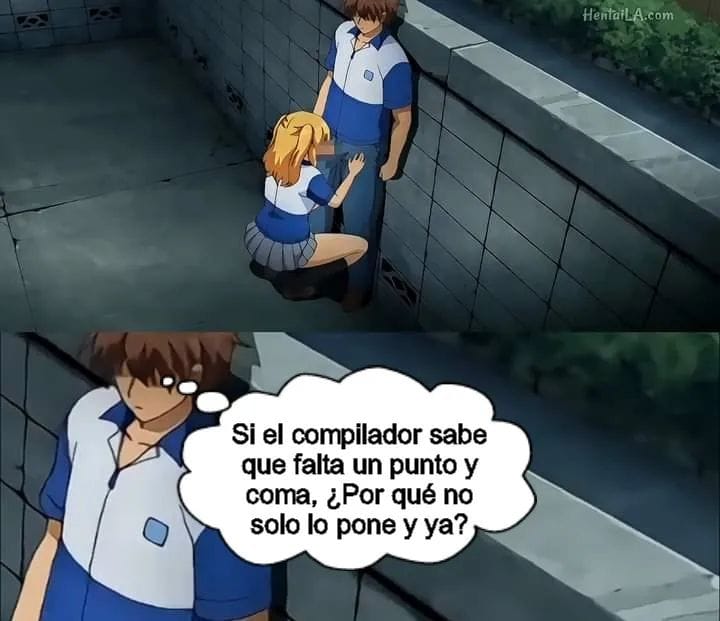 HentaiLA.com
Si el compilador sabe
que falta un punto y
coma, ¿Por qué no
solo lo pone y ya?